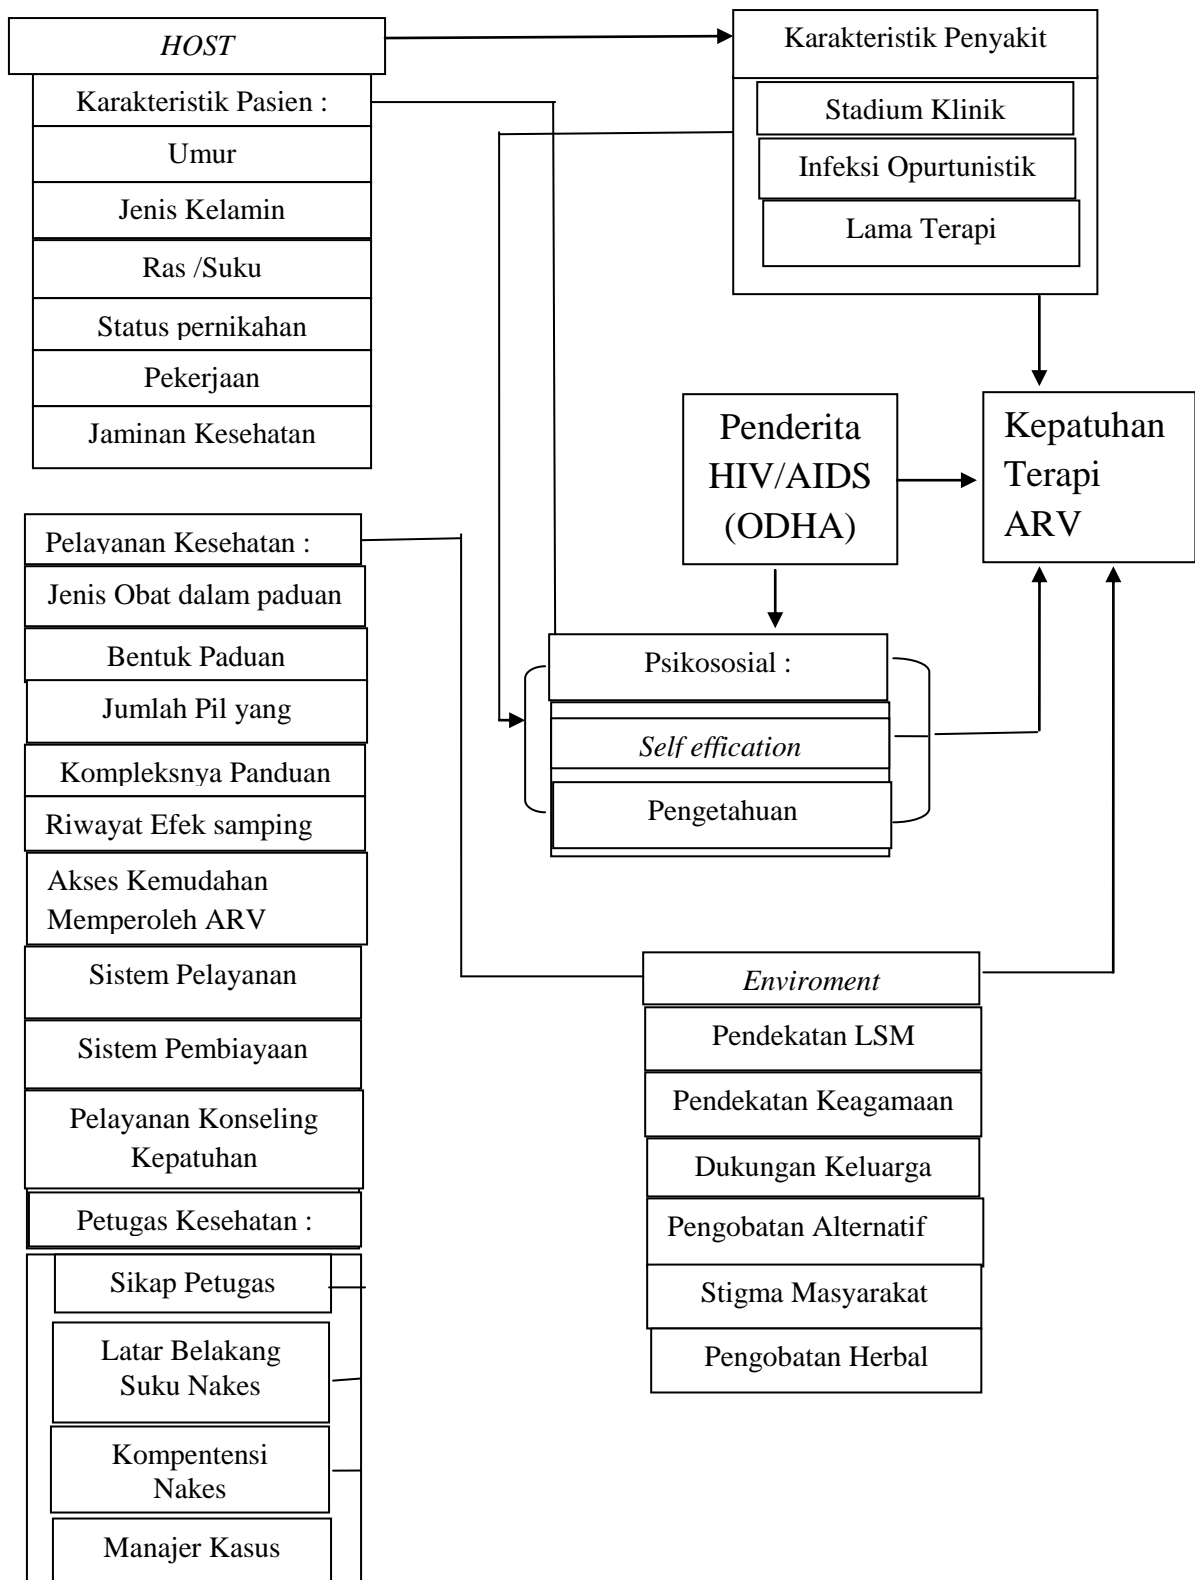 HOST
Karakteristik Pasien :
Umur
Jenis Kelamin
Ras /Suku
Status pernikahan
Pekerjaan
Jaminan Kesehatan
Karakteristik Penyakit
Stadium Klinik
Infeksi Opurtunistik
Lama Terapi
Penderita
HIV/AIDS
(ODHA)
Kepatuhan
Terapi
ARV
Pelayanan Kesehatan :
Jenis Obat dalam paduan
Bentuk Paduan
Jumlah Pil yang
Kompleksnya Panduan
Riwayat Efek samping
Akses Kemudahan
Memperoleh ARV
Sistem Pelayanan
Sistem Pembiayaan
Pelayanan Konseling
Kepatuhan
Petugas Kesehatan :
Sikap Petugas
Latar Belakang
Suku Nakes
Kompentensi
Nakes
Manajer Kasus
Psikososial :
Self effication
Pengetahuan
Enviroment
Pendekatan LSM
Pendekatan Keagamaan
Dukungan Keluarga
Pengobatan Alternatif
Stigma Masyarakat
Pengobatan Herbal